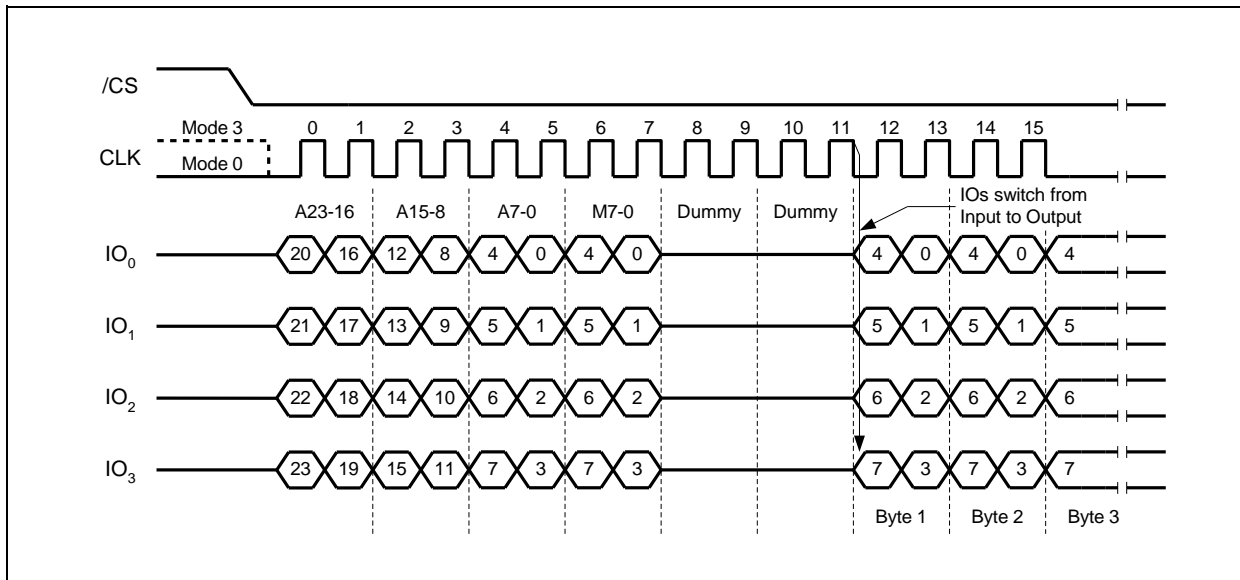 /CS
Mode 3 0 1 2 3 4 5 6 7 8 9 10 11 12 13 14 15
CLK
Mode 0
IOs switch from
Input to Output
A23-16 A15-8 A7-0 M7-0 Dummy Dummy
IO0 20 16 12 8 4 0 4 0 4 0 4 0 4
IO1 21 17 13 9 5 1 5 1 5 1 5 1 5
IO2 22 18 14 10 6 2 6 2 6 2 6 2 6
IO3 23 19 15 11 7 3 7 3 7 3 7 3 7
Byte 1 Byte 2 Byte 3